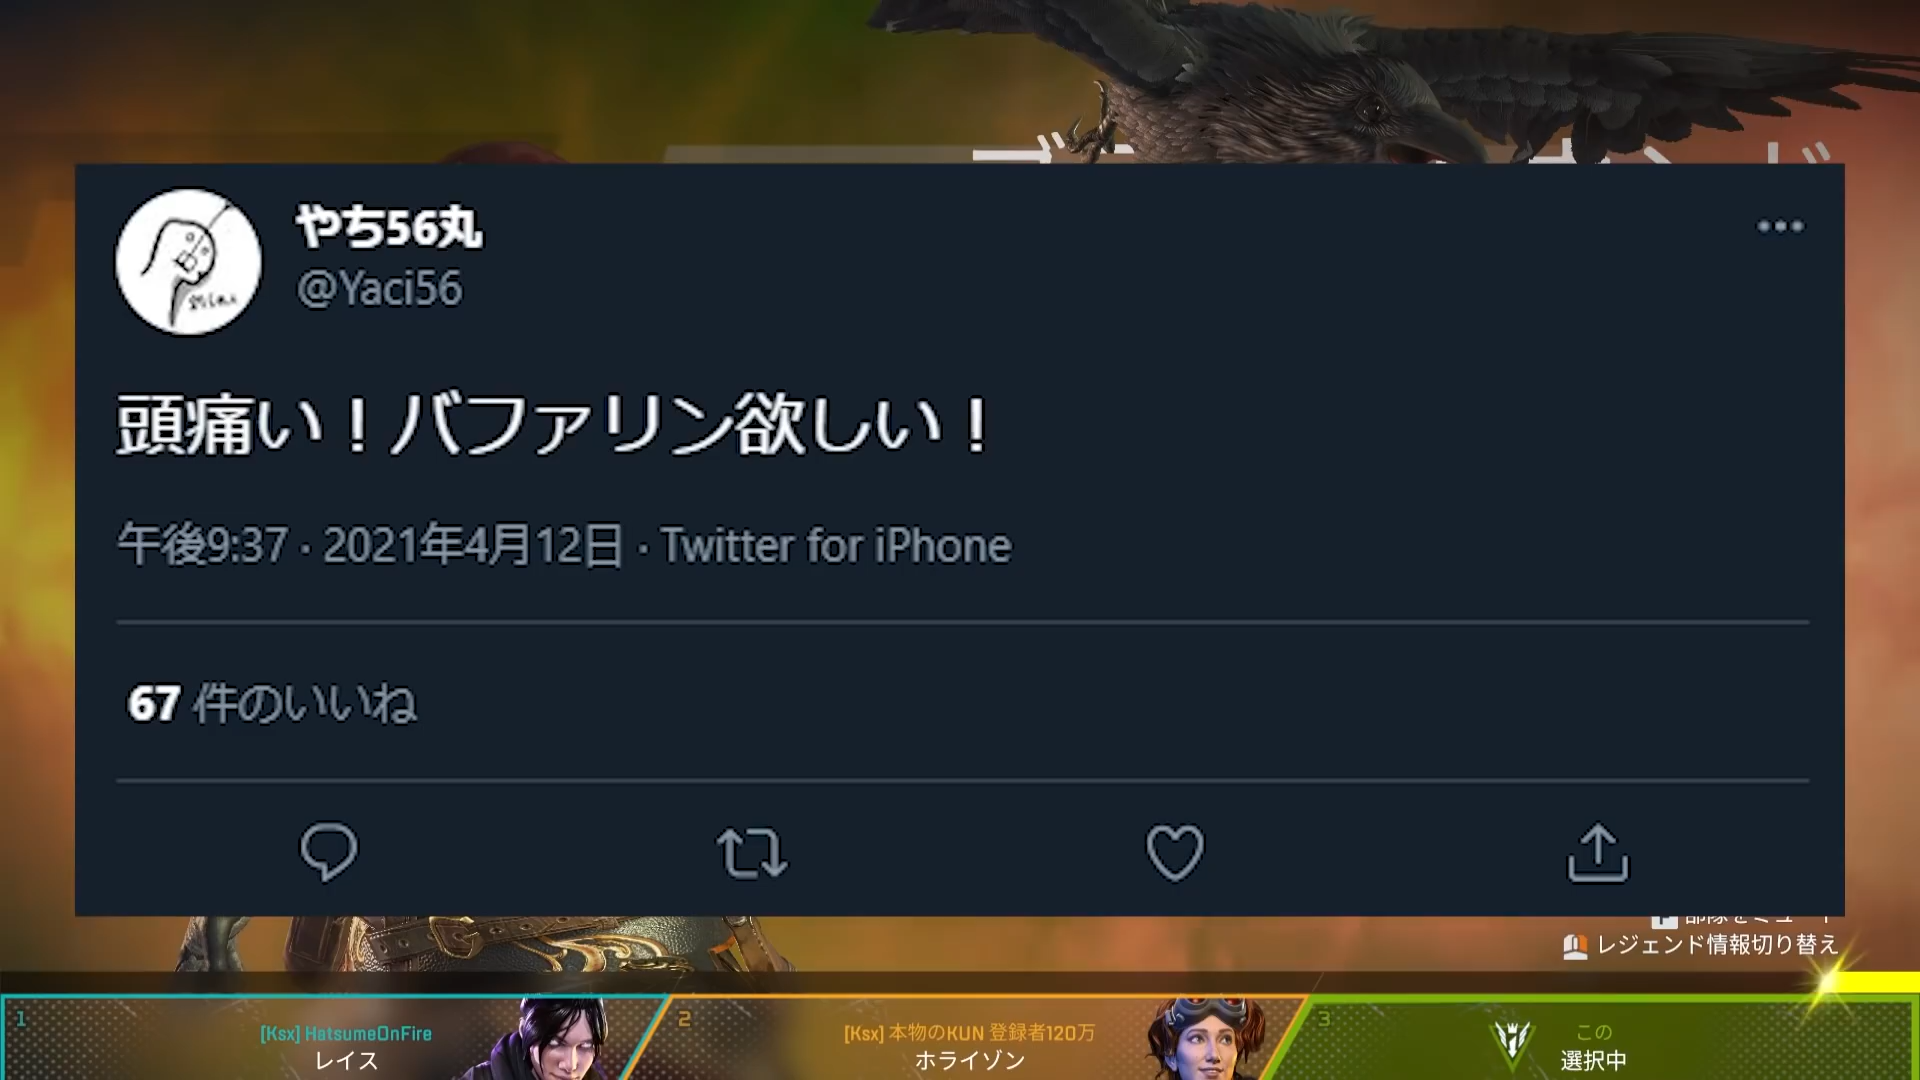 やち56丸
@Yaci56
頭痛い！バファリン欲しい！
午後9:37 · 2021年4月12日 · Twitter for iPhone
67 件のいいね
レジェンド情報切り替え
1
[Ksx] HatsumeOnFire
レイス
2
[Ksx] 本物のKUN 登録者120万
ホライゾン
3
この
選択中